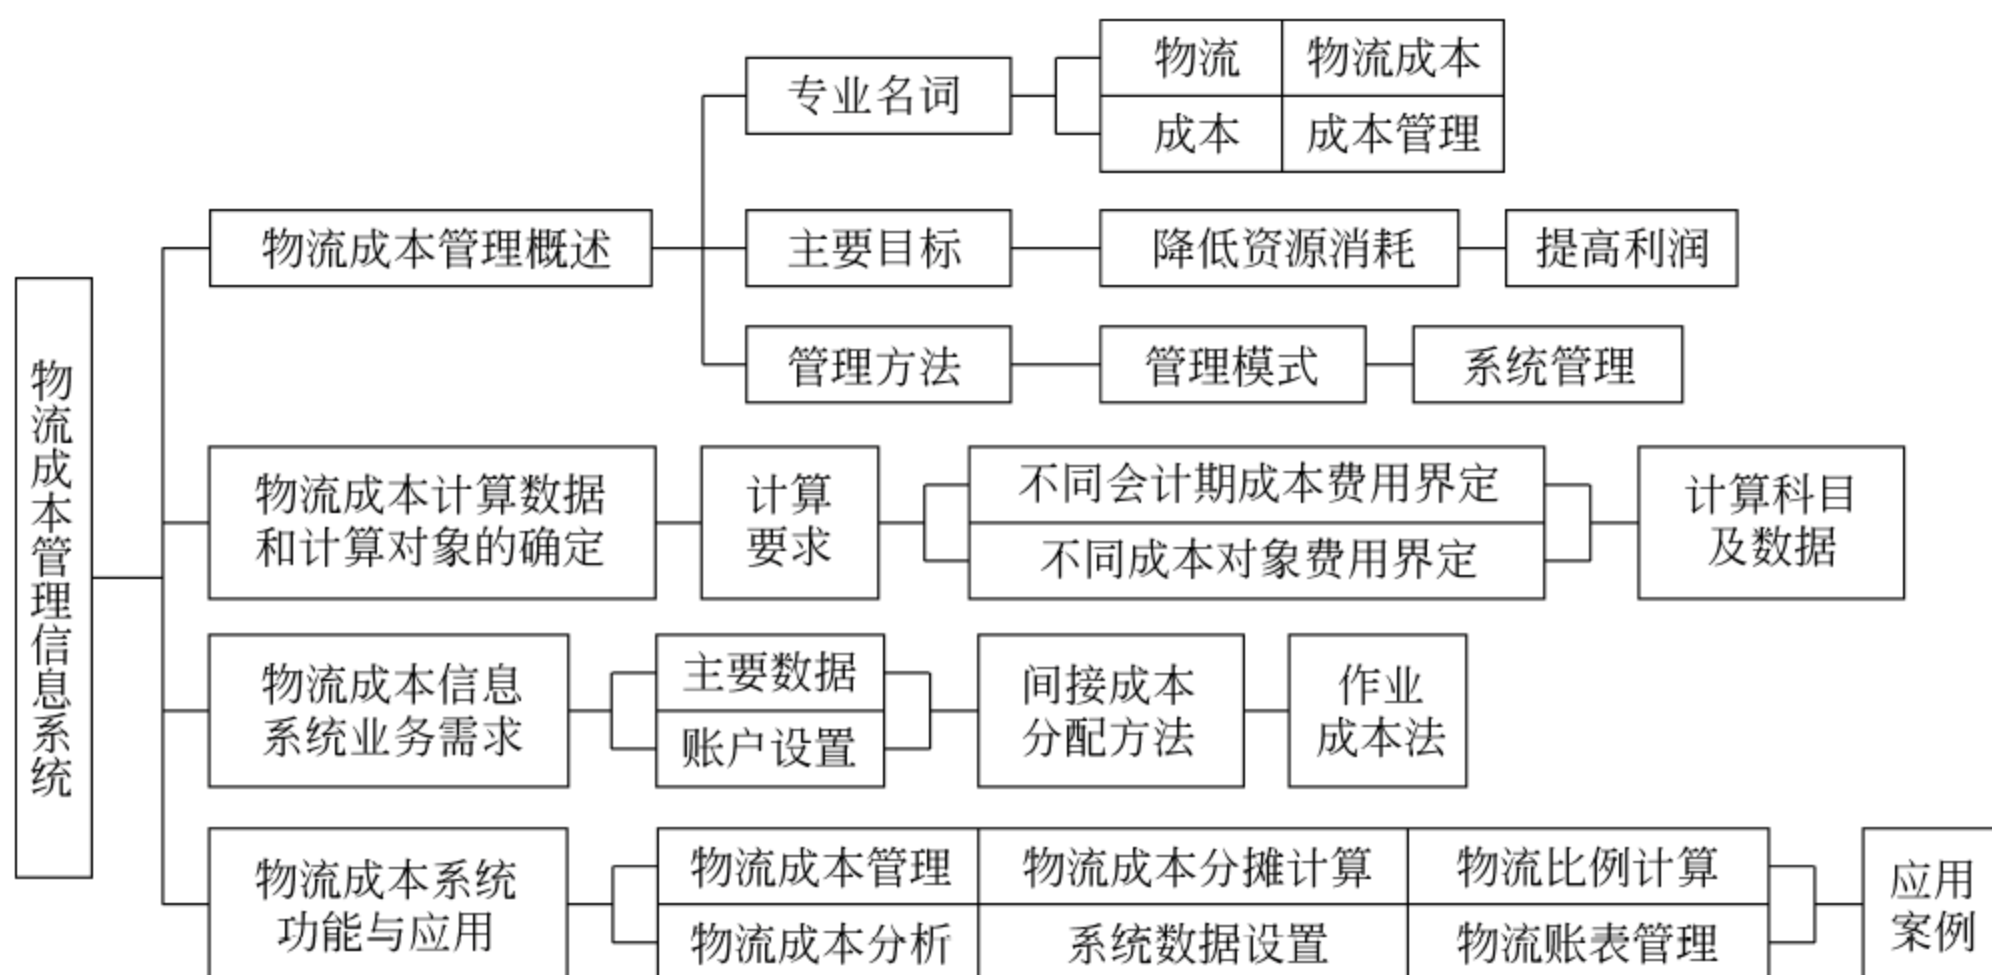 物流成本管理信息系统
物流成本管理概述
专业名词
物流
物流成本
成本
成本管理
主要目标
降低资源消耗
提高利润
管理方法
管理模式
系统管理
物流成本计算数据
和计算对象的确定
计算
要求
不同会计期成本费用界定
不同成本对象费用界定
计算科目
及数据
物流成本信息
系统业务需求
主要数据
账户设置
间接成本
分配方法
作业
成本法
物流成本系统
功能与应用
物流成本管理
物流成本分摊计算
物流比例计算
物流成本分析
系统数据设置
物流账表管理
应用
案例